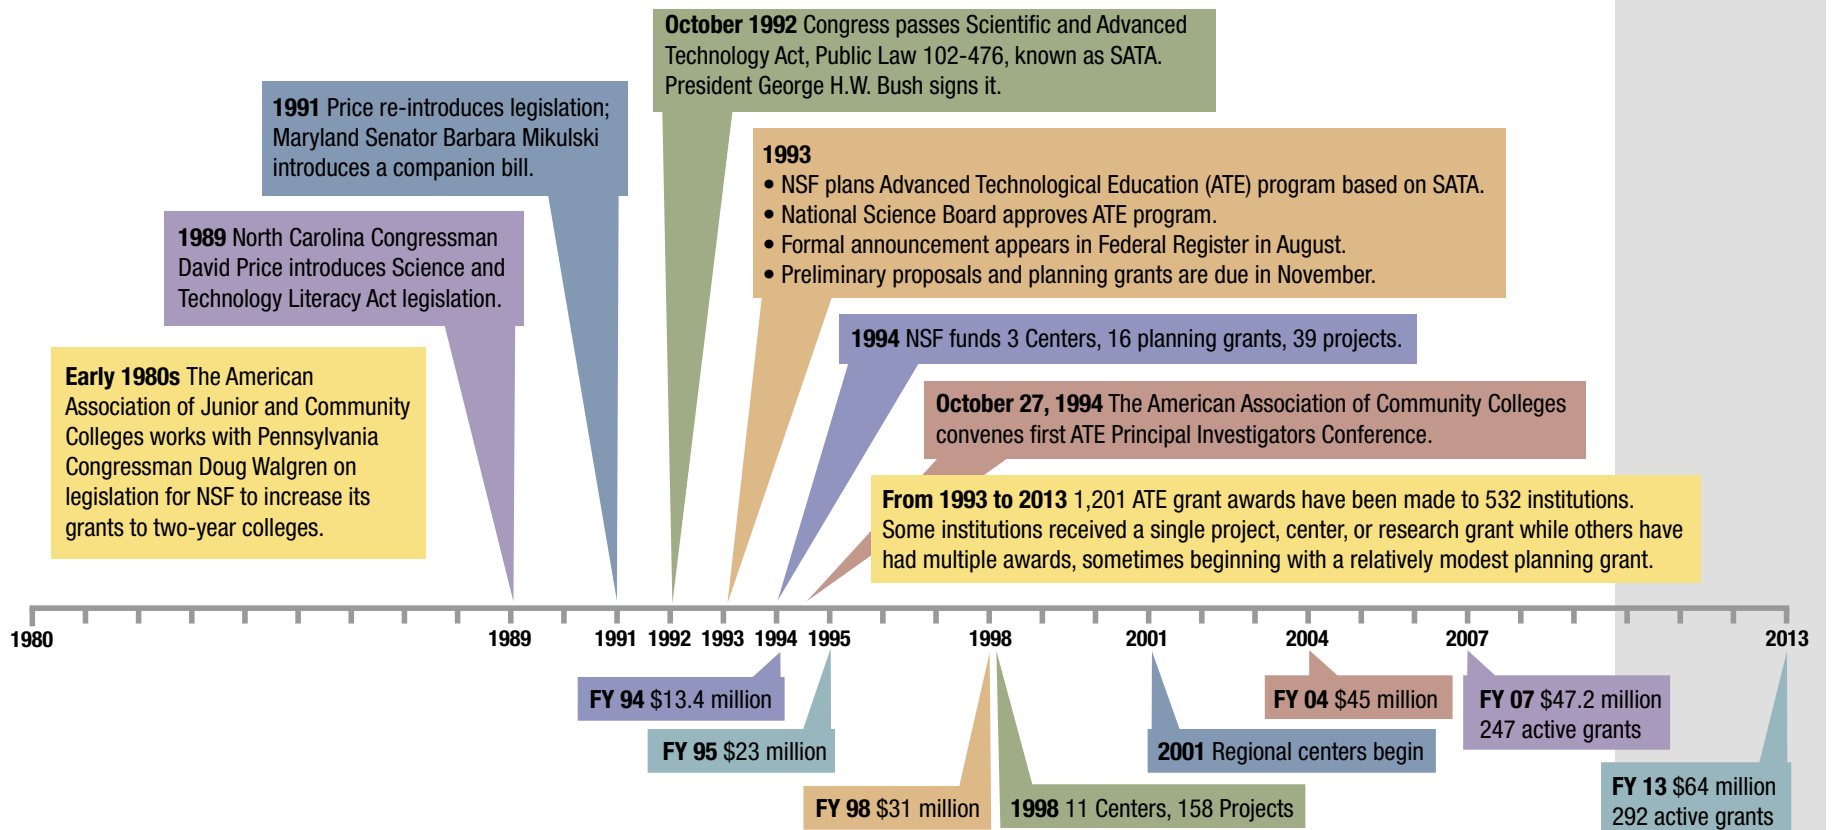 October 1992 Congress passes Scientific and Advanced
Technology Act, Public Law 102-476, known as SATA.
President George H.W. Bush signs it.
1991 Price re-introduces legislation;
Maryland Senator Barbara Mikulski
introduces a companion bill.
1993
• NSF plans Advanced Technological Education (ATE) program based on SATA.
• National Science Board approves ATE program.
• Formal announcement appears in Federal Register in August.
• Preliminary proposals and planning grants are due in November.
1989 North Carolina Congressman
David Price introduces Science and
Technology Literacy Act legislation.
1994 NSF funds 3 Centers, 16 planning grants, 39 projects.
Early 1980s The American
Association of Junior and Community
Colleges works with Pennsylvania
Congressman Doug Walgren on
legislation for NSF to increase its
grants to two-year colleges.
October 27, 1994 The American Association of Community Colleges
convenes first ATE Principal Investigators Conference.
From 1993 to 2013 1,201 ATE grant awards have been made to 532 institutions.
Some institutions received a single project, center, or research grant while others have
had multiple awards, sometimes beginning with a relatively modest planning grant.
1980 1989 1991 1992 1993 1994 1995 1998 2001 2004 2007 2013
FY 94 $13.4 million
FY 04 $45 million
FY 07 $47.2 million
247 active grants
FY 95 $23 million
2001 Regional centers begin
FY 98 $31 million
1998 11 Centers, 158 Projects
FY 13 $64 million
292 active grants